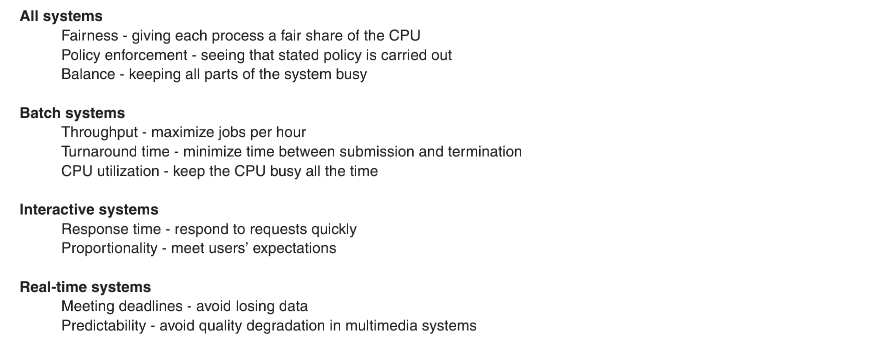 All systems
Fairness - giving each process a fair share of the CPU
Policy enforcement - seeing that stated policy is carried out
Balance - keeping all parts of the system busy
Batch systems
Throughput - maximize jobs per hour
Turnaround time - minimize time between submission and termination
CPU utilization - keep the CPU busy all the time
Interactive systems
Response time - respond to requests quickly
Proportionality - meet users’ expectations
Real-time systems
Meeting deadlines - avoid losing data
Predictability - avoid quality degradation in multimedia systems